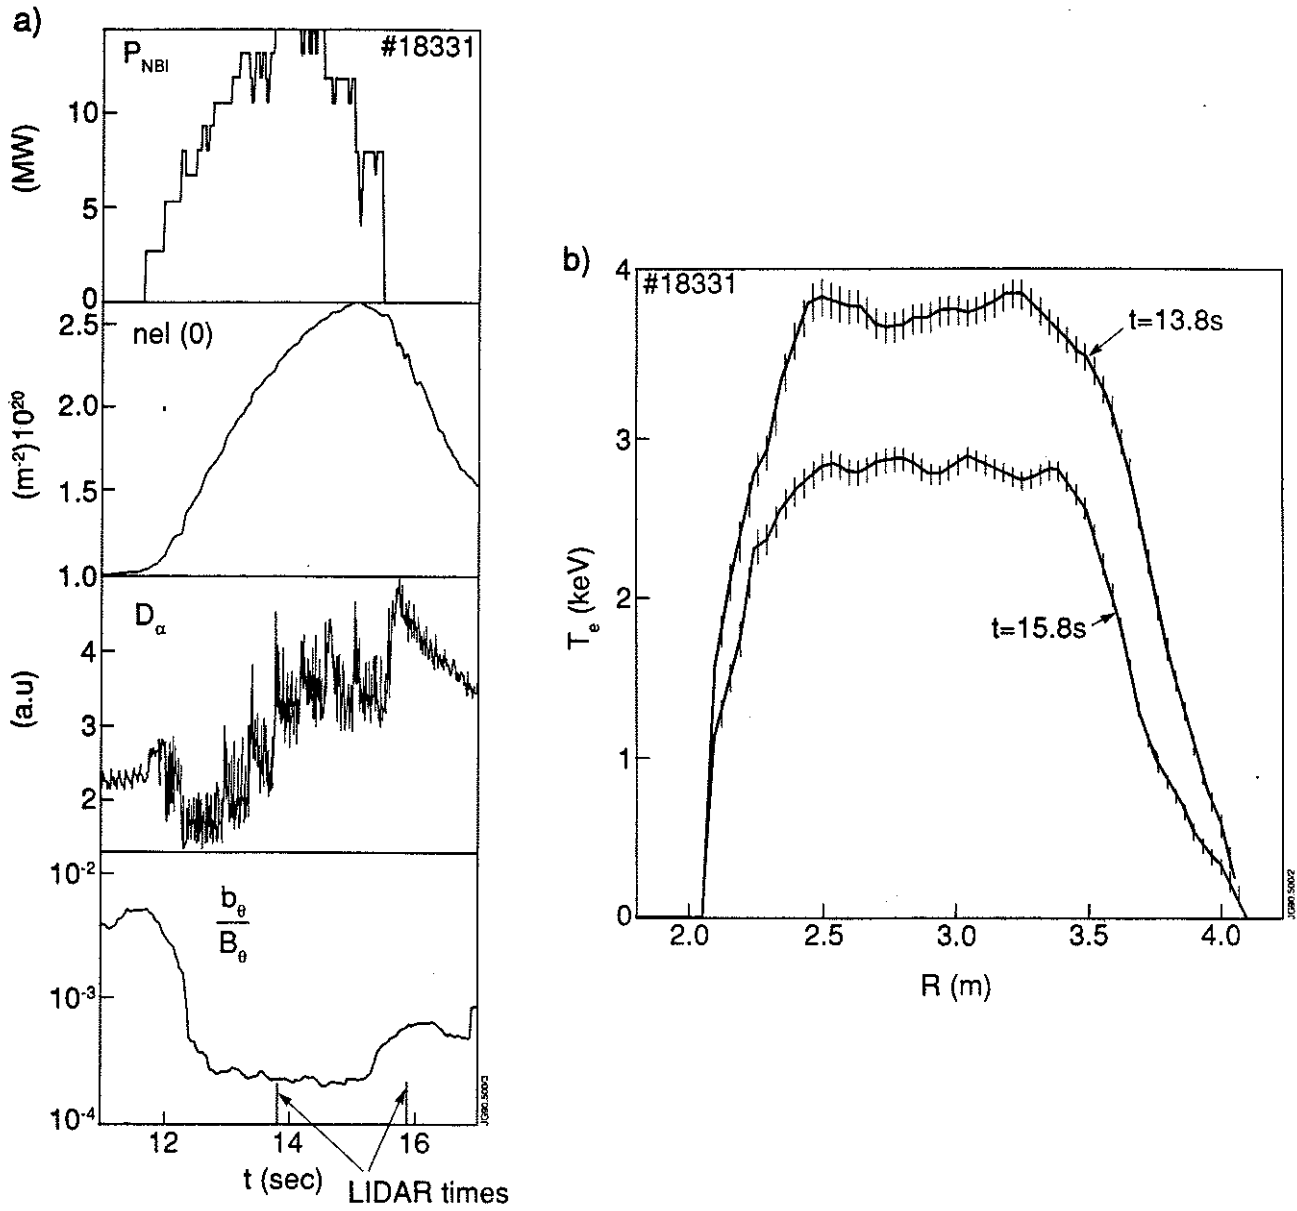 a)
P_NBI
#18331
10
5
0
(MW)
nel (0)
2.5
2.0
1.5
1.0
(m⁻²)10²⁰
Dα
4
3
2
(a.u)
10⁻²
10⁻³
10⁻⁴
b_θ
B_θ
12
14
16
t (sec)
LIDAR times
JG90.500/3
b)
#18331
4
3
2
1
0
T_e (keV)
t=13.8s
t=15.8s
2.0
2.5
3.0
3.5
4.0
R (m)
JG90.500/2